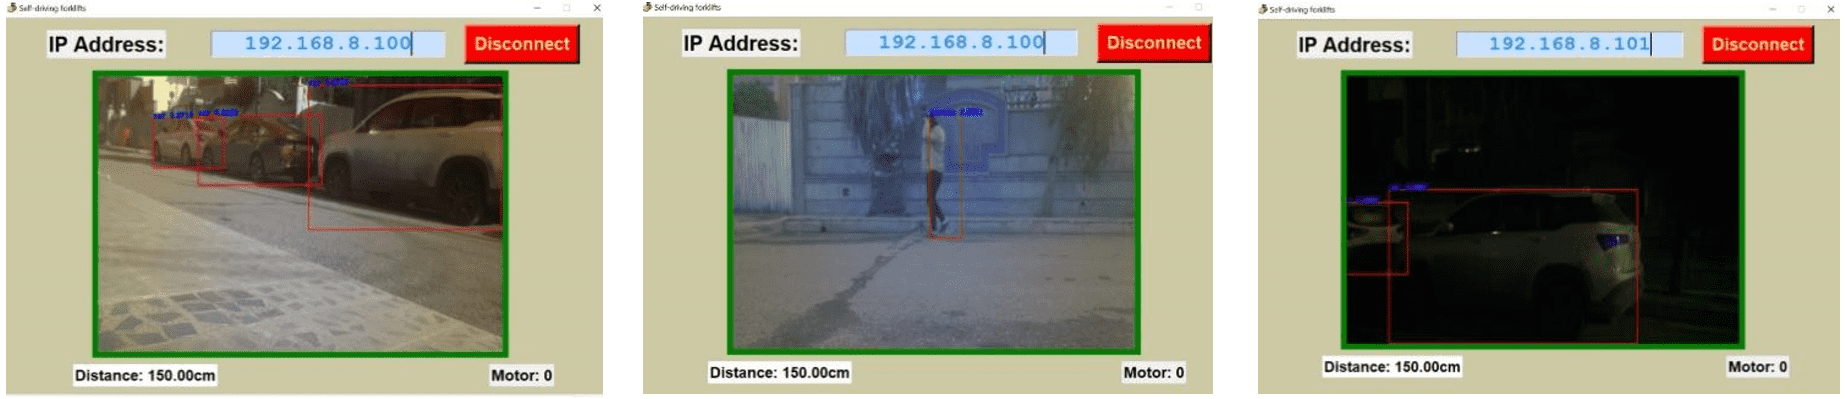 Self-driving forklifts
IP Address: 192.168.8.100 Disconnect
Distance: 150.00cm Motor: 0
Self-driving forklifts
IP Address: 192.168.8.100 Disconnect
Distance: 150.00cm Motor: 0
Self-driving forklifts
IP Address: 192.168.8.101 Disconnect
Distance: 150.00cm Motor: 0